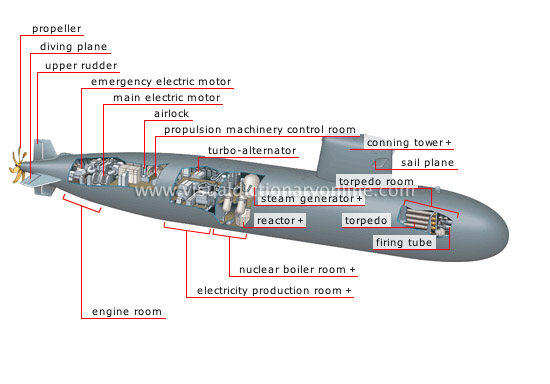 propeller
diving plane
upper rudder
emergency electric motor
main electric motor
airlock
propulsion machinery control room
turbo-alternator
conning tower +
sail plane
torpedo room
www.visualdictionaryonline.com
steam generator +
reactor +
torpedo
firing tube
nuclear boiler room +
electricity production room +
engine room